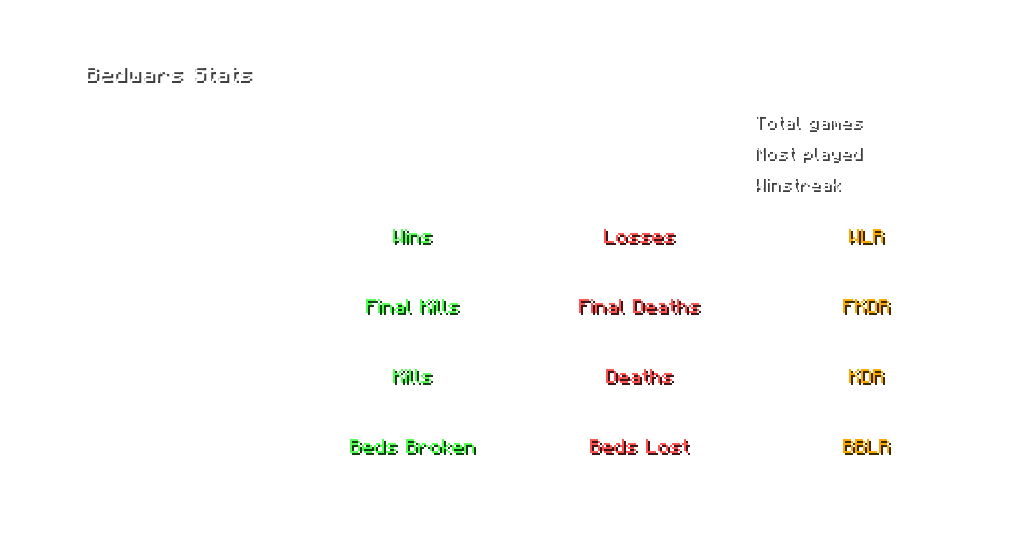 Bedwars Stats
Total games
Most played
Winstreak
Wins Losses WLR
Final Kills Final Deaths FKDR
Kills Deaths KDR
Beds Broken Beds Lost BBLR